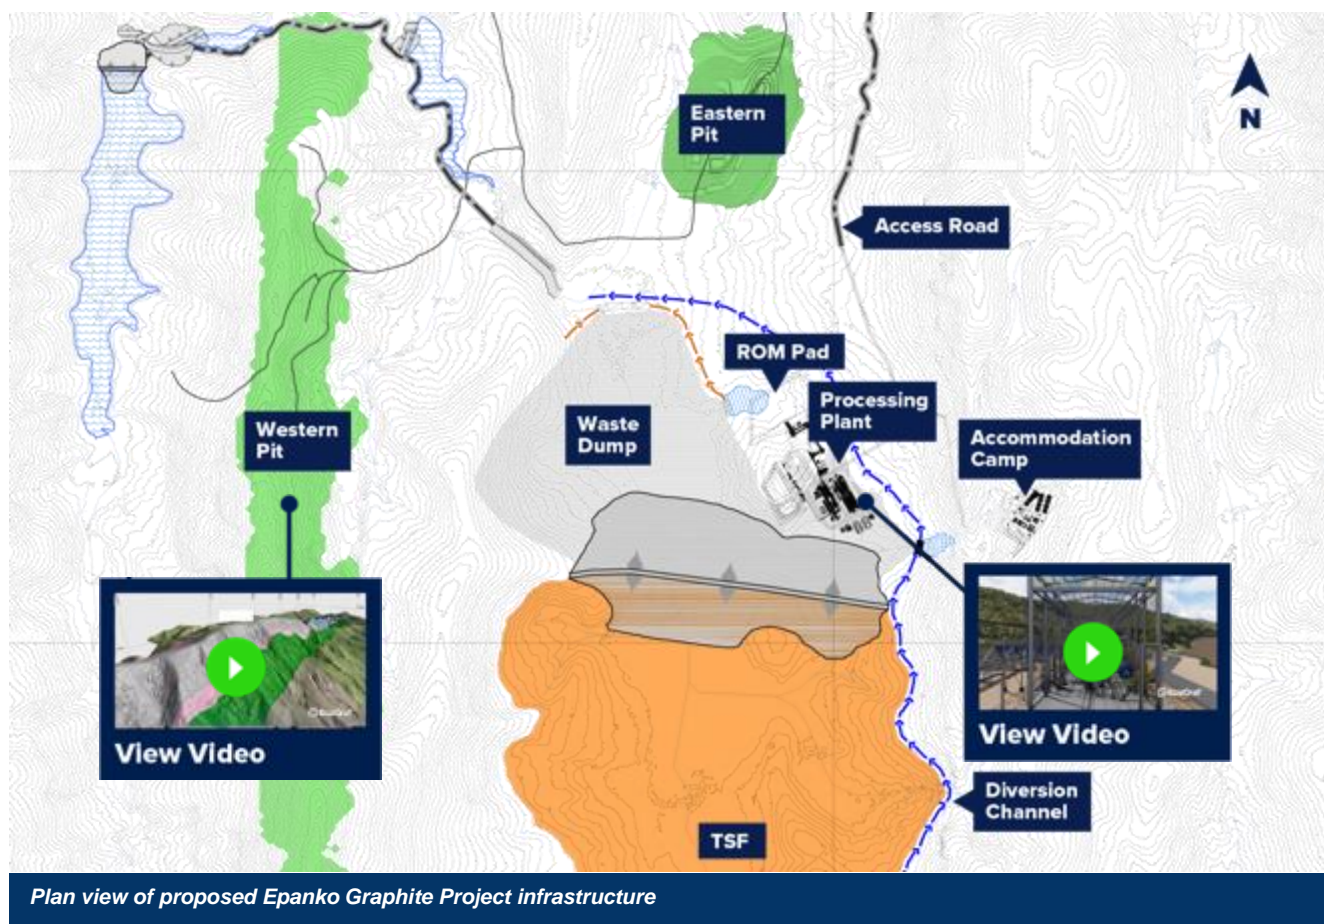 Eastern
Pit
N
Access Road
ROM Pad
Processing
Plant
Waste
Dump
Western
Pit
Accommodation
Camp
View Video
EcoGraf
View Video
Diversion
Channel
TSF
Plan view of proposed Epanko Graphite Project infrastructure